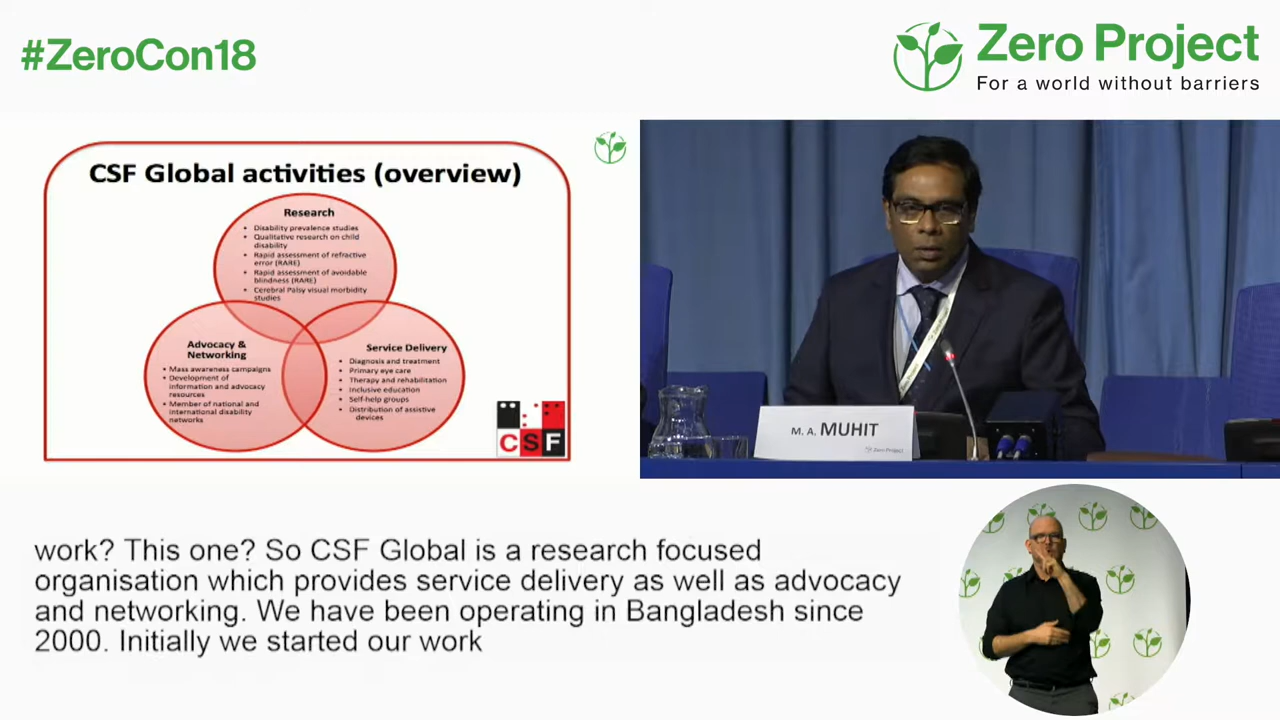 #ZeroCon18
Zero Project
For a world without barriers
CSF Global activities (overview)
Research
• Disability prevalence studies
• Qualitative research on child
disability
• Rapid assessment of refractive
error (RARE)
• Rapid assessment of avoidable
blindness (RARE)
• Cerebral Palsy visual morbidity
studies
Advocacy &
Networking
• Mass awareness campaigns
• Development of
information and advocacy
resources
• Member of national and
international disability
networks
Service Delivery
• Diagnosis and treatment
• Primary eye care
• Therapy and rehabilitation
• Inclusive education
• Self-help groups
• Distribution of assistive
devices
CSF
M. A. MUHIT
Zero Project
work? This one? So CSF Global is a research focused
organisation which provides service delivery as well as advocacy
and networking. We have been operating in Bangladesh since
2000. Initially we started our work